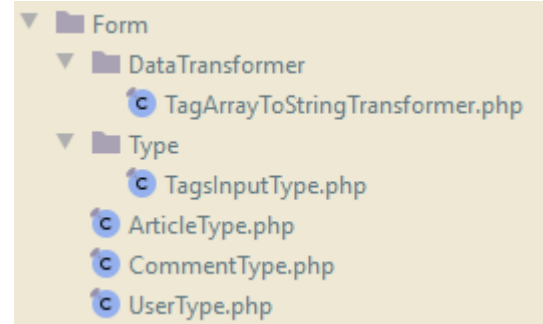 Form
DataTransformer
TagArrayToStringTransformer.php
Type
TagsInputType.php
ArticleType.php
CommentType.php
UserType.php